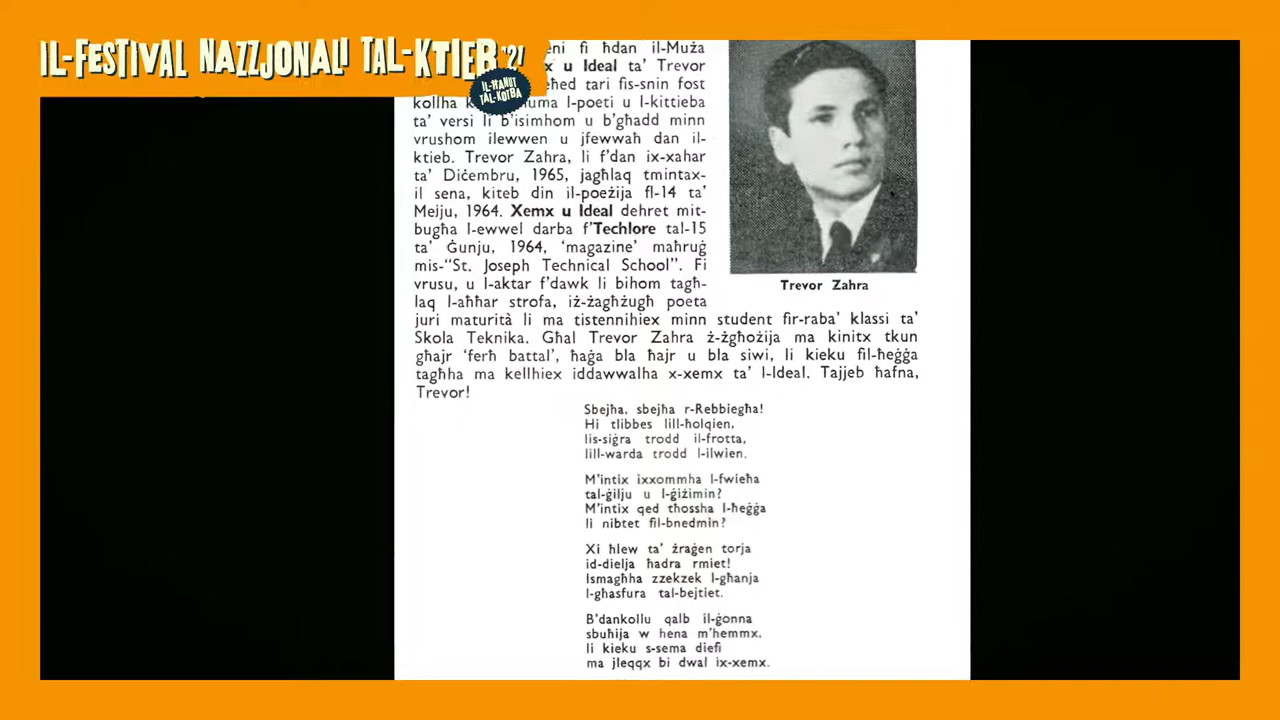 IL-FESTIVAL NAZZJONALI TAL-KTIEB '21
IL-ĦANUT
TAL-KOTBA
fi ħdan il-Muża
u Ideal ta' Trevor
tari fis-snin fost
kollha l-poeti u l-kittieba
ta' versi li b'isimhom u b'għadd minn
vrushom ilewwen u jfewwaħ dan il-
ktieb. Trevor Zahra, li f'dan ix-xahar
ta' Diċembru, 1965, jagħlaq tmintax-
il sena, kiteb din il-poeżija fl-14 ta'
Mejju, 1964. Xemx u Ideal dehret mit-
bugħa l-ewwel darba f'Techlore tal-15
ta' Ġunju, 1964, 'magazine' maħruġ
mis-"St. Joseph Technical School". Fi
vrusu, u l-aktar f'dawk li bihom tagħ-
laq l-aħħar strofa, iż-żagħżugħ poeta
juri maturità li ma tistennihiex minn student fir-raba' klassi ta'
Skola Teknika. Għal Trevor Zahra ż-żgħożija ma kinitx tkun
għajr 'ferħ battal', ħaġa bla ħajr u bla siwi, li kieku fil-ħeġġa
tagħha ma kellhiex iddawwalha x-xemx ta' l-Ideal. Tajjeb ħafna,
Trevor!
Trevor Zahra
Sbejħa, sbejħa r-Rebbiegħa!
Hi tlibbes lill-ħolqien,
lis-siġra trodd il-frotta,
lill-warda trodd l-ilwien.
M'intix ixxommha l-fwieħa
tal-ġilju u l-ġiżimin?
M'intix qed tħossha l-ħeġġa
li nibtet fil-bnedmin?
Xi ħlew ta' żraġen torja
id-dielja ħadra rmiet!
Ismagħha zzekzek l-għanja
l-għasfura tal-bejtiet.
B'dankollu qalb il-ġonna
sbuħija w hena m'hemmx,
li kieku s-sema diefi
ma jleqqx bi dwal ix-xemx.